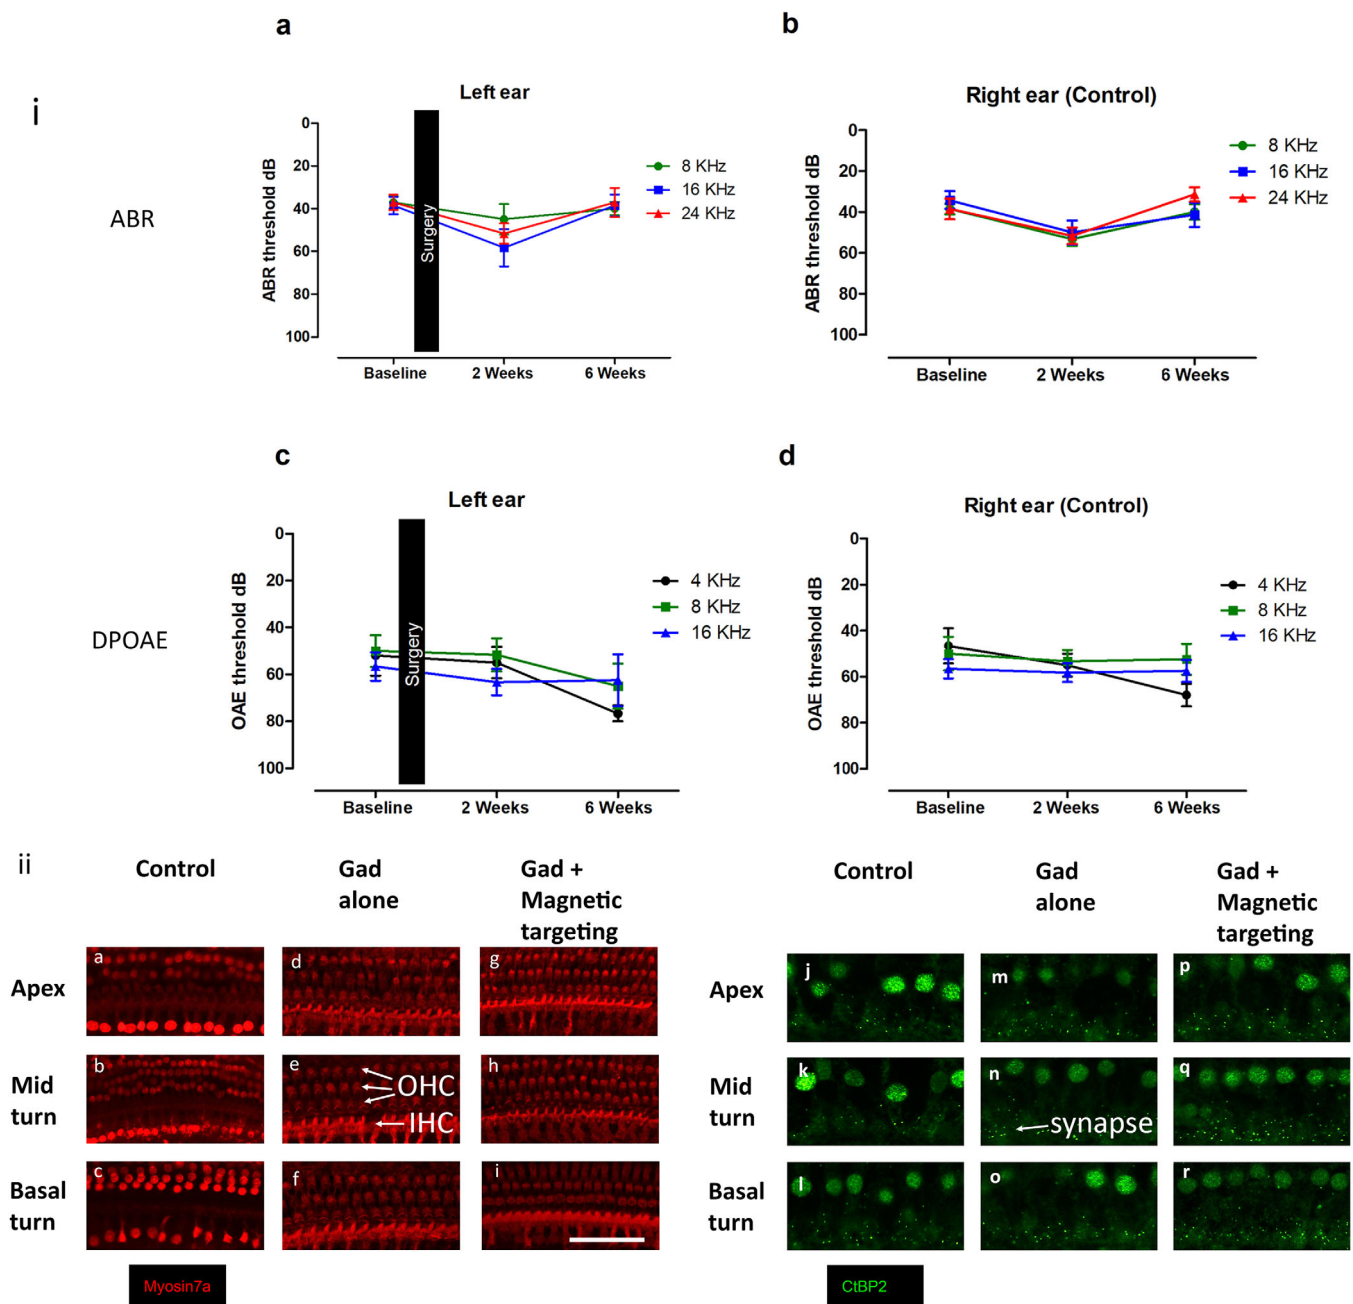 a
b
i
Left ear
Right ear (Control)
ABR
ABR threshold dB
0
20
40
60
80
100
Surgery
8 KHz
16 KHz
24 KHz
Baseline
2 Weeks
6 Weeks
ABR threshold dB
0
20
40
60
80
100
8 KHz
16 KHz
24 KHz
Baseline
2 Weeks
6 Weeks
c
d
Left ear
Right ear (Control)
DPOAE
OAE threshold dB
0
20
40
60
80
100
Surgery
4 KHz
8 KHz
16 KHz
Baseline
2 Weeks
6 Weeks
OAE threshold dB
0
20
40
60
80
100
4 KHz
8 KHz
16 KHz
Baseline
2 Weeks
6 Weeks
ii
Control
Gad
alone
Gad +
Magnetic
targeting
Apex
a
d
g
Mid
turn
b
e
h
OHC
IHC
Basal
turn
c
f
i
Myosin7a
Control
Gad
alone
Gad +
Magnetic
targeting
Apex
j
m
p
Mid
turn
k
n
q
synapse
Basal
turn
l
o
r
CtBP2